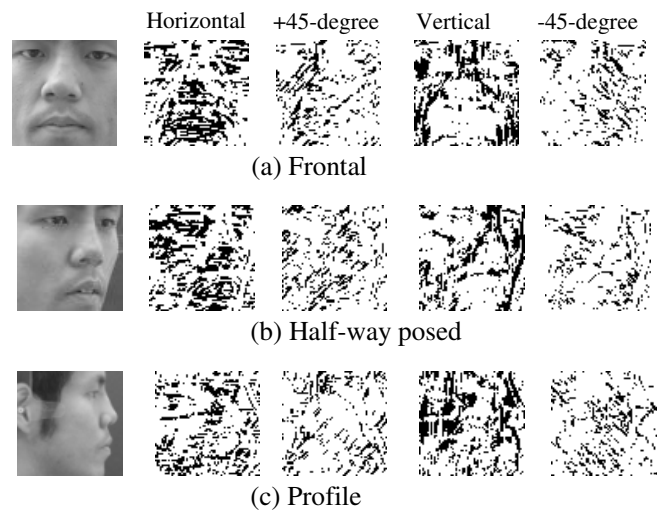 Horizontal +45-degree Vertical -45-degree
(a) Frontal
(b) Half-way posed
(c) Profile